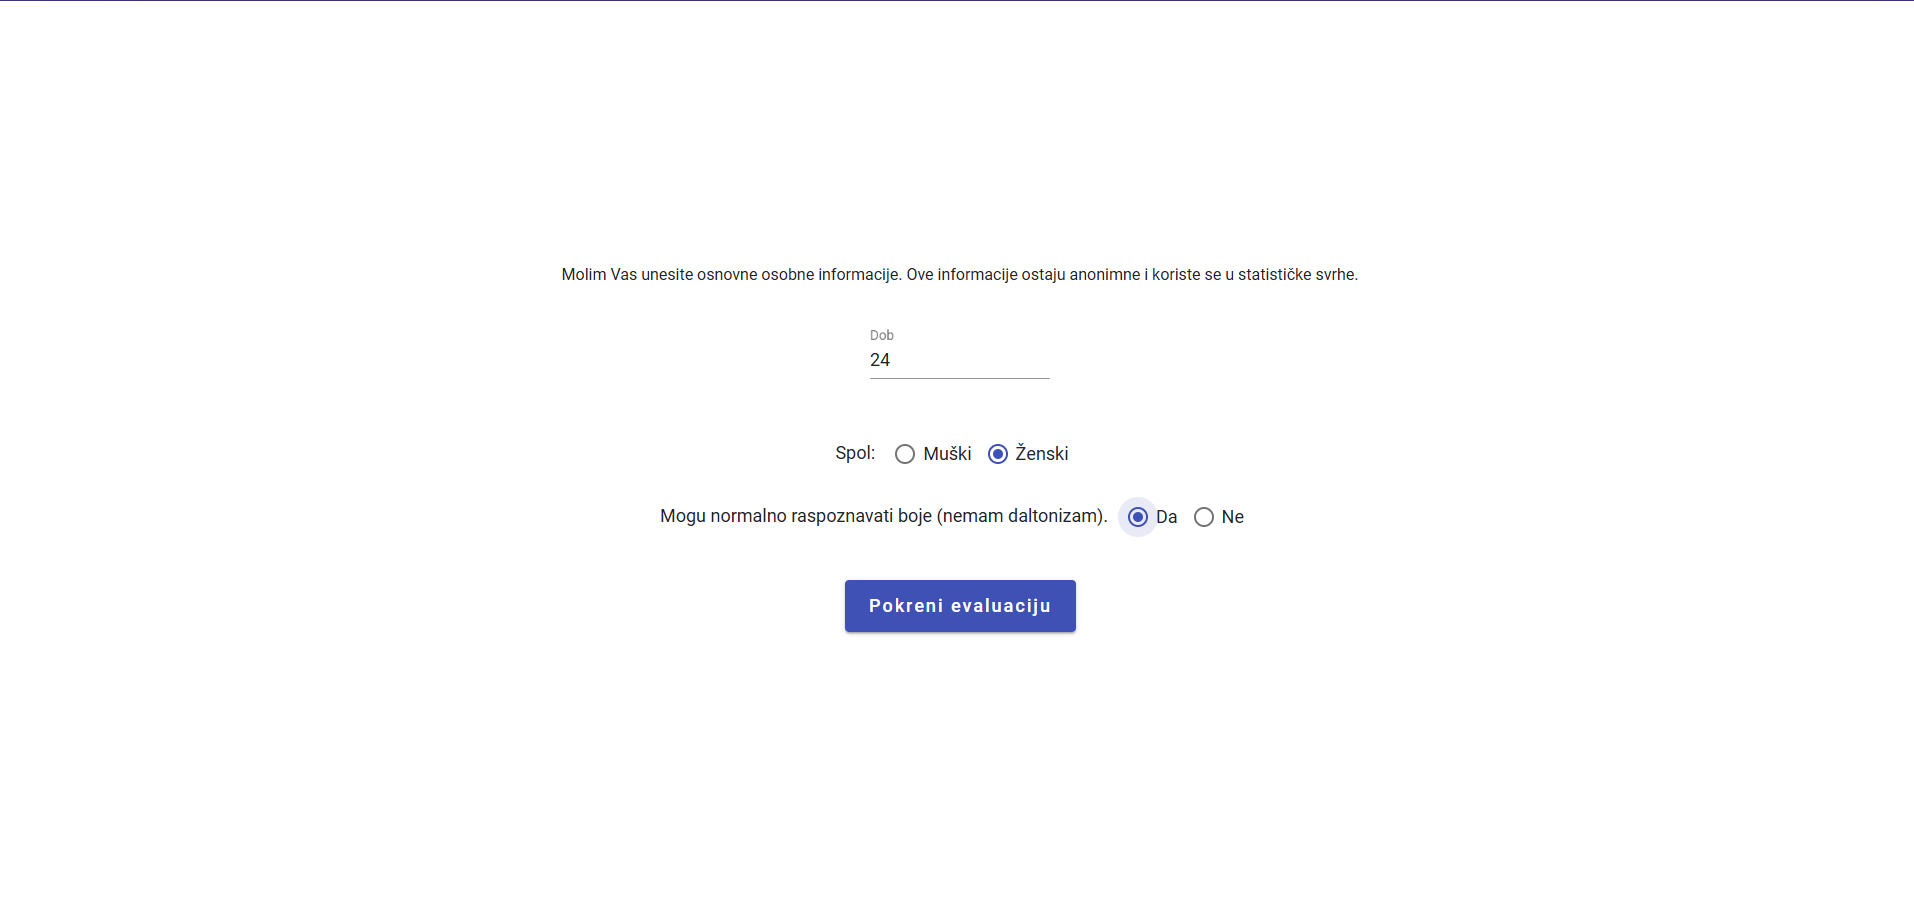 Molim Vas unesite osnovne osobne informacije. Ove informacije ostaju anonimne i koriste se u statističke svrhe.
Dob
24
Spol: Muški Ženski
Mogu normalno raspoznavati boje (nemam daltonizam). Da Ne
Pokreni evaluaciju